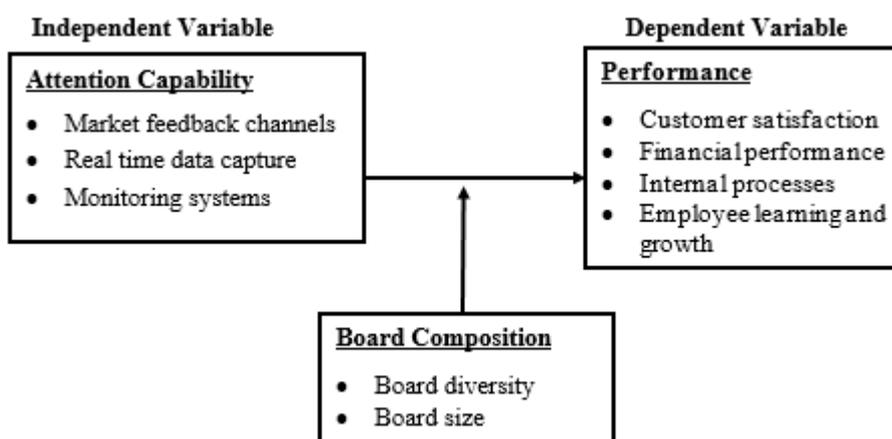 Independent Variable
Dependent Variable
Attention Capability
• Market feedback channels
• Real time data capture
• Monitoring systems
Performance
• Customer satisfaction
• Financial performance
• Internal processes
• Employee learning and
growth
Board Composition
• Board diversity
• Board size